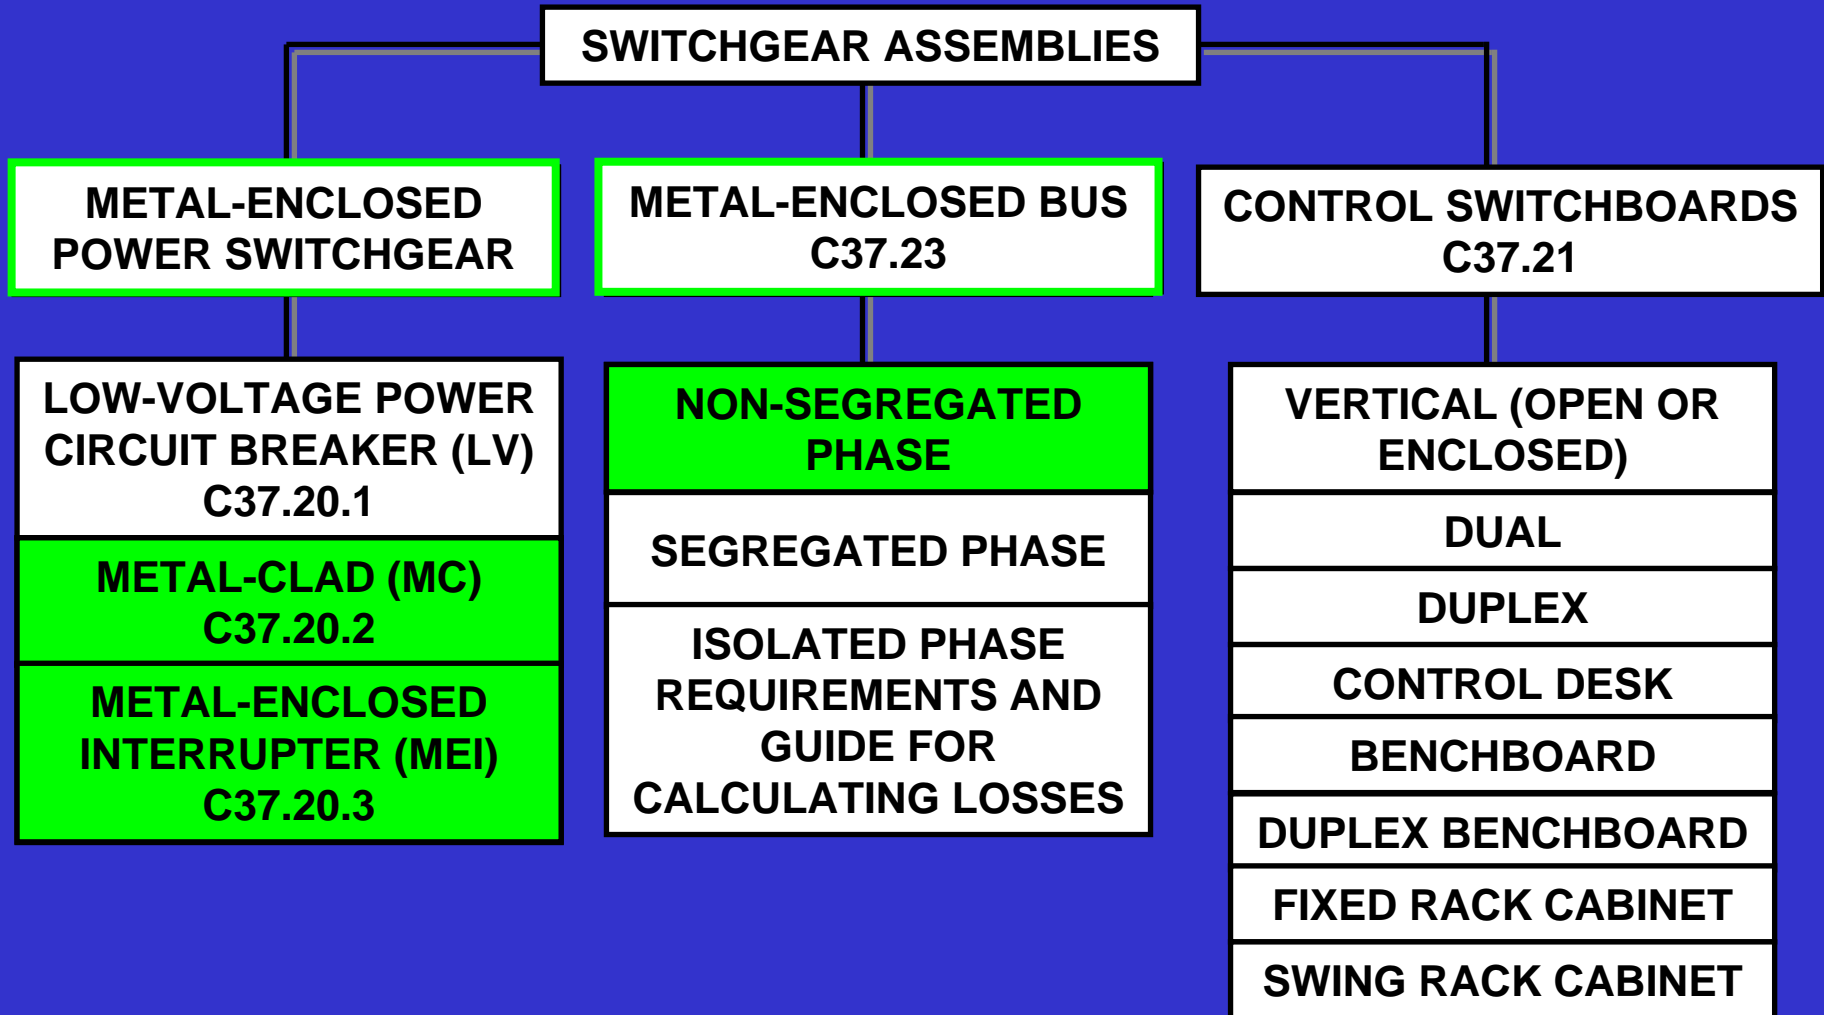 SWITCHGEAR ASSEMBLIES
METAL-ENCLOSED
POWER SWITCHGEAR
LOW-VOLTAGE POWER
CIRCUIT BREAKER (LV)
C37.20.1
METAL-CLAD (MC)
C37.20.2
METAL-ENCLOSED
INTERRUPTER (MEI)
C37.20.3
METAL-ENCLOSED BUS
C37.23
NON-SEGREGATED
PHASE
SEGREGATED PHASE
ISOLATED PHASE
REQUIREMENTS AND
GUIDE FOR
CALCULATING LOSSES
CONTROL SWITCHBOARDS
C37.21
VERTICAL (OPEN OR
ENCLOSED)
DUAL
DUPLEX
CONTROL DESK
BENCHBOARD
DUPLEX BENCHBOARD
FIXED RACK CABINET
SWING RACK CABINET